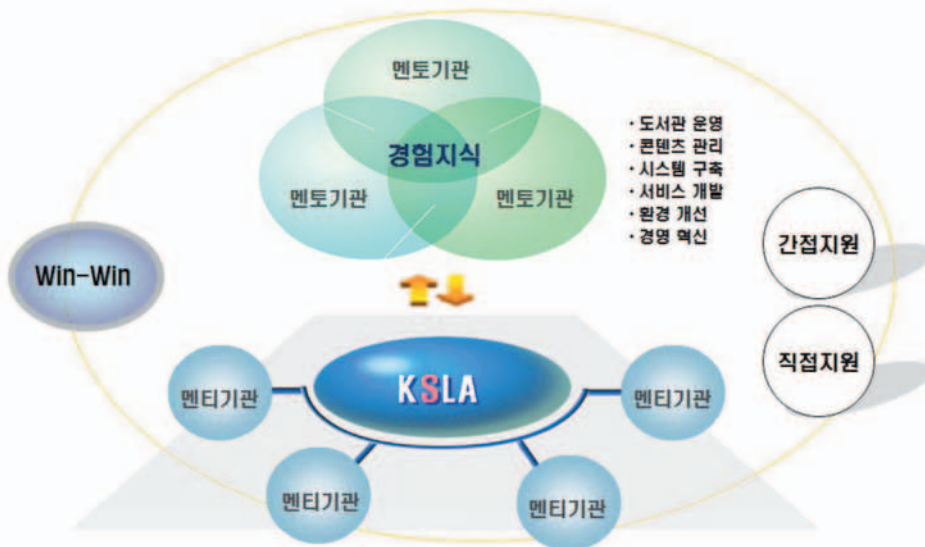 멘토기관
경험지식
멘토기관
멘토기관
· 도서관 운영
· 콘텐츠 관리
· 시스템 구축
· 서비스 개발
· 환경 개선
· 경영 혁신
간접지원
Win-Win
직접지원
KSLA
멘티기관
멘티기관
멘티기관
멘티기관